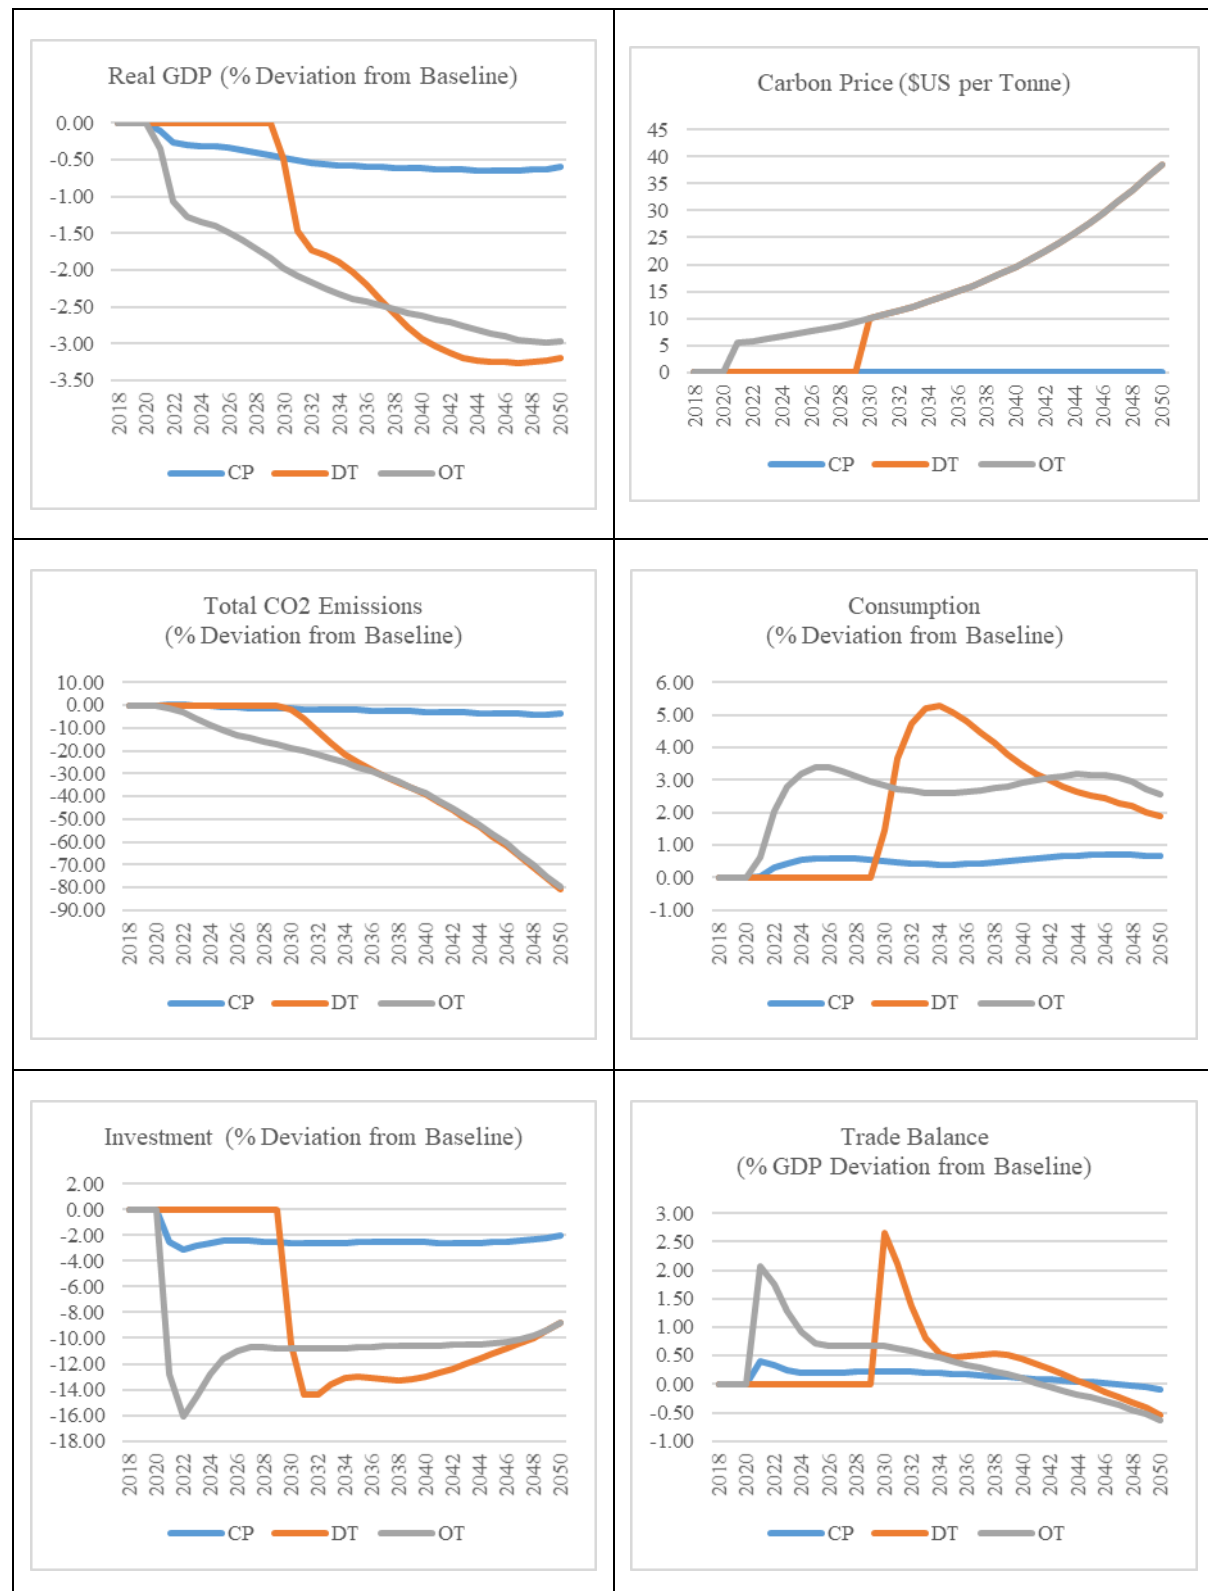 Real GDP (% Deviation from Baseline)
0.00
-0.50
-1.00
-1.50
-2.00
-2.50
-3.00
-3.50
2018 2020 2022 2024 2026 2028 2030 2032 2034 2036 2038 2040 2042 2044 2046 2048 2050
CP DT OT
Carbon Price ($US per Tonne)
45
40
35
30
25
20
15
10
5
0
2018 2020 2022 2024 2026 2028 2030 2032 2034 2036 2038 2040 2042 2044 2046 2048 2050
CP DT OT
Total CO2 Emissions
(% Deviation from Baseline)
10.00
0.00
-10.00
-20.00
-30.00
-40.00
-50.00
-60.00
-70.00
-80.00
-90.00
2018 2020 2022 2024 2026 2028 2030 2032 2034 2036 2038 2040 2042 2044 2046 2048 2050
CP DT OT
Consumption
(% Deviation from Baseline)
6.00
5.00
4.00
3.00
2.00
1.00
0.00
-1.00
2018 2020 2022 2024 2026 2028 2030 2032 2034 2036 2038 2040 2042 2044 2046 2048 2050
CP DT OT
Investment (% Deviation from Baseline)
2.00
0.00
-2.00
-4.00
-6.00
-8.00
-10.00
-12.00
-14.00
-16.00
-18.00
2018 2020 2022 2024 2026 2028 2030 2032 2034 2036 2038 2040 2042 2044 2046 2048 2050
CP DT OT
Trade Balance
(% GDP Deviation from Baseline)
3.00
2.50
2.00
1.50
1.00
0.50
0.00
-0.50
-1.00
2018 2020 2022 2024 2026 2028 2030 2032 2034 2036 2038 2040 2042 2044 2046 2048 2050
CP DT OT